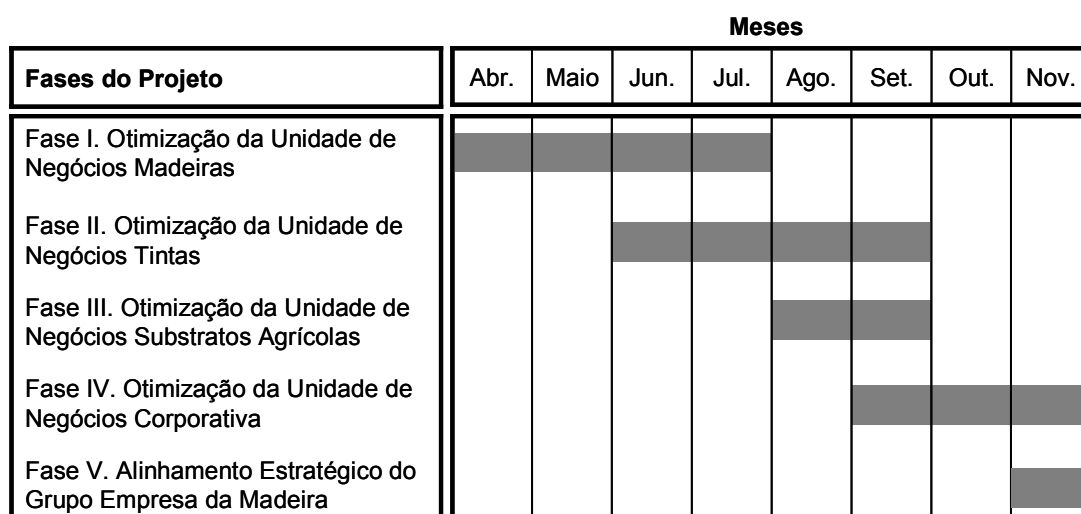 Meses
Fases do Projeto
Abr. Maio Jun. Jul. Ago. Set. Out. Nov.
Fase I. Otimização da Unidade de
Negócios Madeiras
Fase II. Otimização da Unidade de
Negócios Tintas
Fase III. Otimização da Unidade de
Negócios Substratos Agrícolas
Fase IV. Otimização da Unidade de
Negócios Corporativa
Fase V. Alinhamento Estratégico do
Grupo Empresa da Madeira